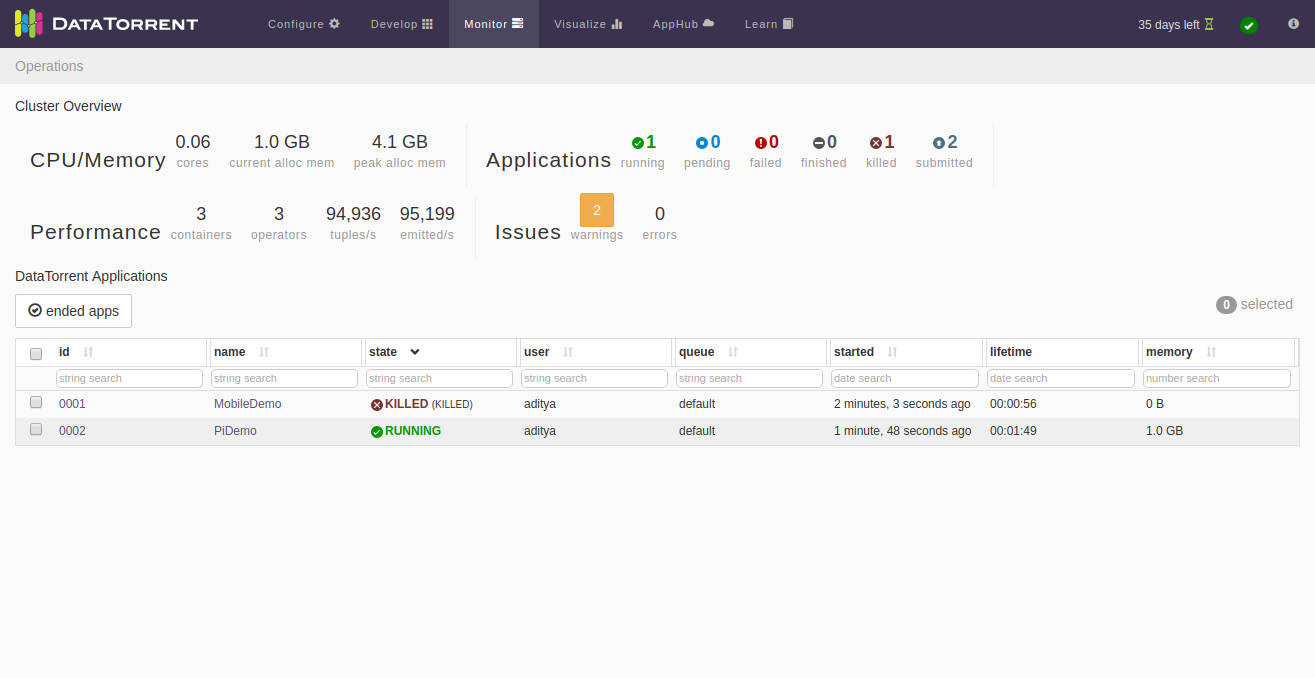 DATATORRENT Configure Develop Monitor Visualize AppHub Learn 35 days left
Operations
Cluster Overview
CPU/Memory 0.06 cores 1.0 GB current alloc mem 4.1 GB peak alloc mem
Applications 1 running 0 pending 0 failed 0 finished 1 killed 2 submitted
Performance 3 containers 3 operators 94,936 tuples/s 95,199 emitted/s
Issues 2 warnings 0 errors
DataTorrent Applications
ended apps 0 selected
id name state user queue started lifetime memory
string search string search string search string search string search date search date search number search
0001 MobileDemo KILLED (KILLED) aditya default 2 minutes, 3 seconds ago 00:00:56 0 B
0002 PiDemo RUNNING aditya default 1 minute, 48 seconds ago 00:01:49 1.0 GB